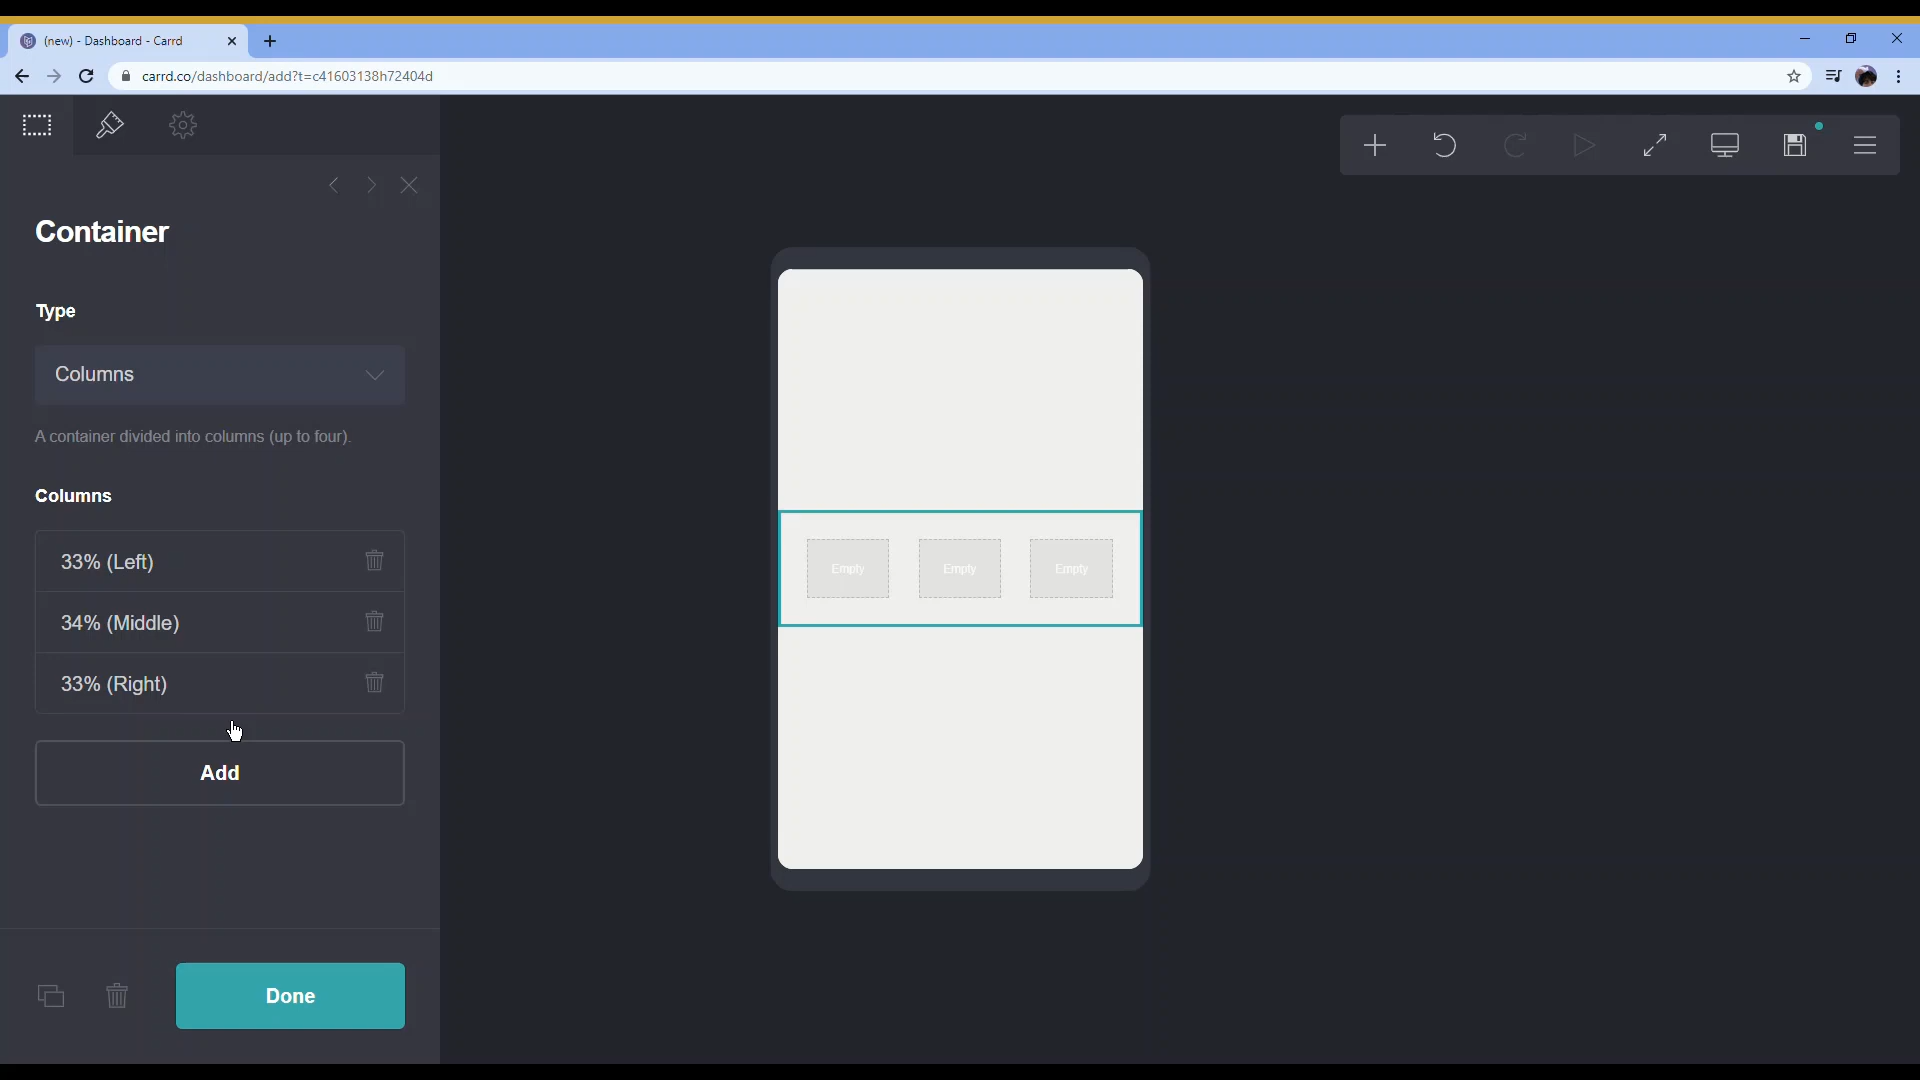 (new) - Dashboard - Carrd
carrd.co/dashboard/add?t=c41603138h72404d
Container
Type
Columns
A container divided into columns (up to four).
Columns
33% (Left)
34% (Middle)
33% (Right)
Add
Done
Empty Empty Empty